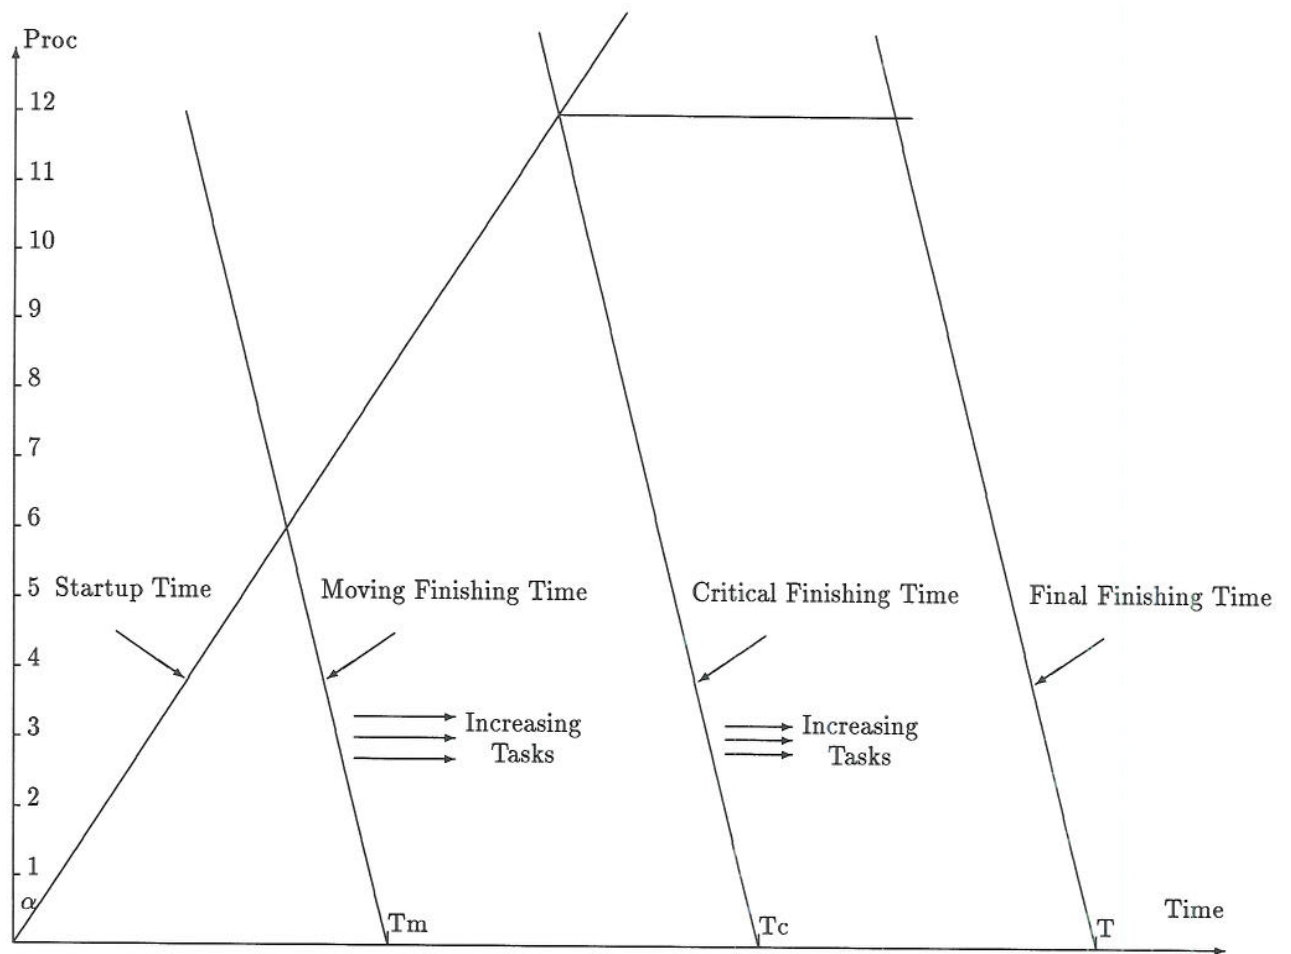 Proc
12
11
10
9
8
7
6
5
Startup Time
Moving Finishing Time
Critical Finishing Time
Final Finishing Time
4
3
Increasing
Tasks
Increasing
Tasks
2
1
α
Tm
Tc
T
Time